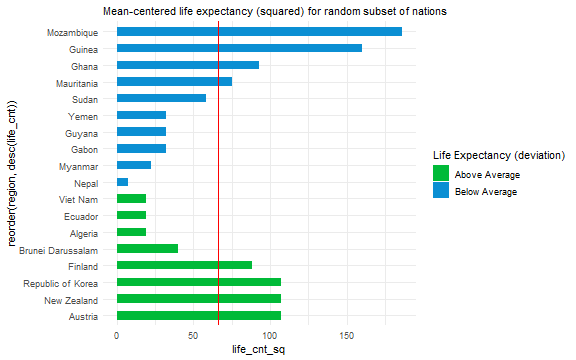 Mean-centered life expectancy (squared) for random subset of nations
reorder(region, desc(life_cnt))
Mozambique
Guinea
Ghana
Mauritania
Sudan
Yemen
Guyana
Gabon
Myanmar
Nepal
Viet Nam
Ecuador
Algeria
Brunei Darussalam
Finland
Republic of Korea
New Zealand
Austria
0 50 100 150
life_cnt_sq
Life Expectancy (deviation)
Above Average
Below Average